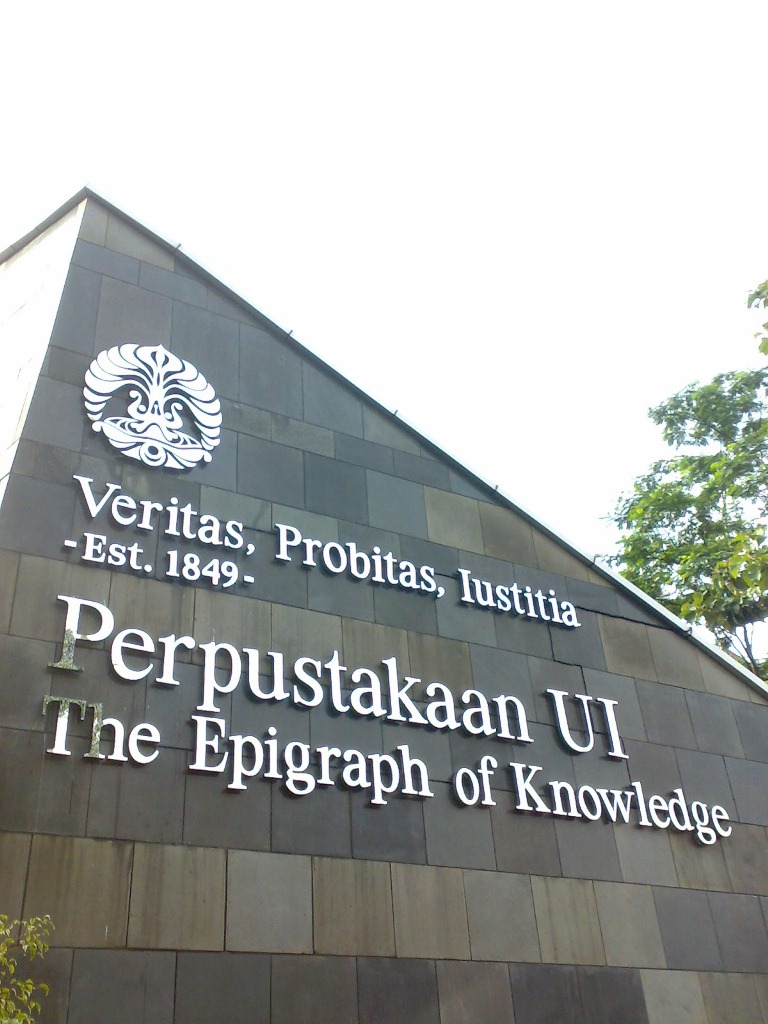 Veritas, Probitas, Iustitia
-Est. 1849-
Perpustakaan UI
The Epigraph of Knowledge